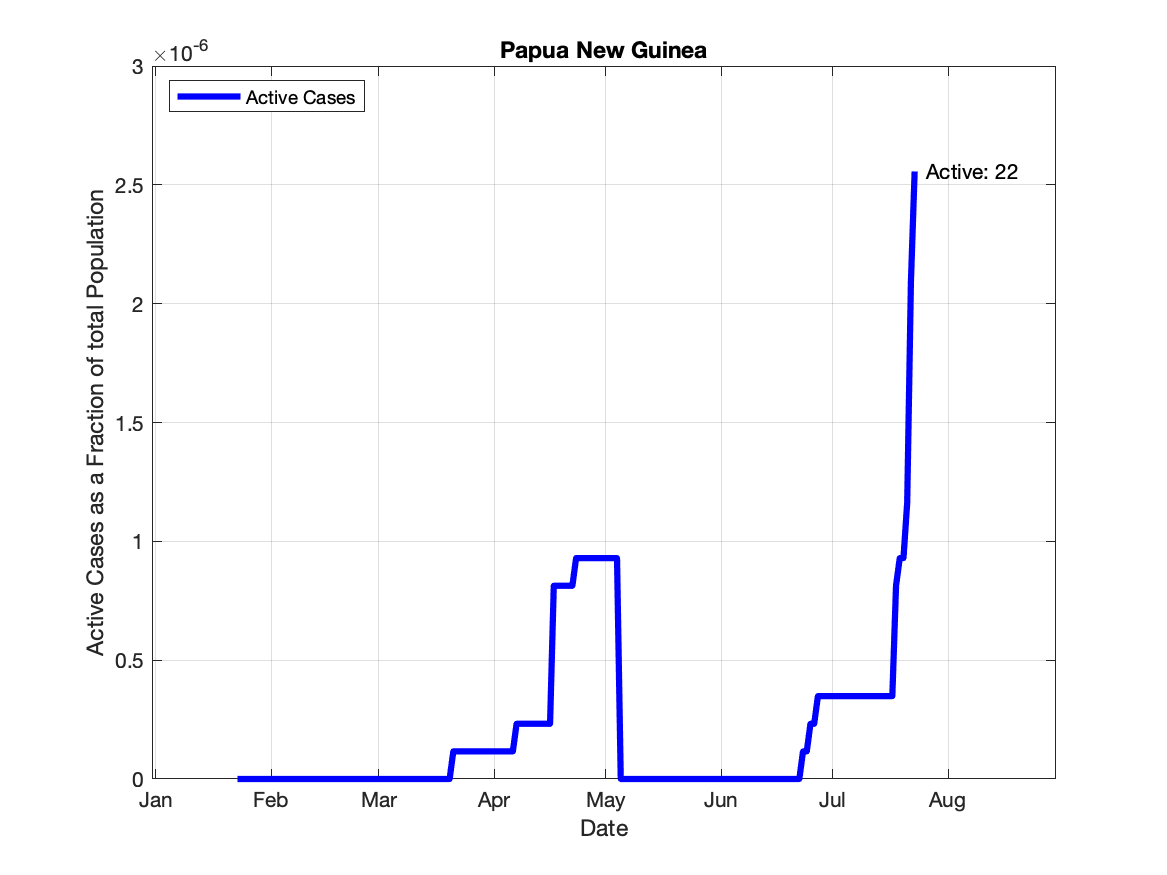 Papua New Guinea
×10-6
3
2.5
2
1.5
1
0.5
0
Active Cases as a Fraction of total Population
Active Cases
Active: 22
Jan Feb Mar Apr May Jun Jul Aug
Date